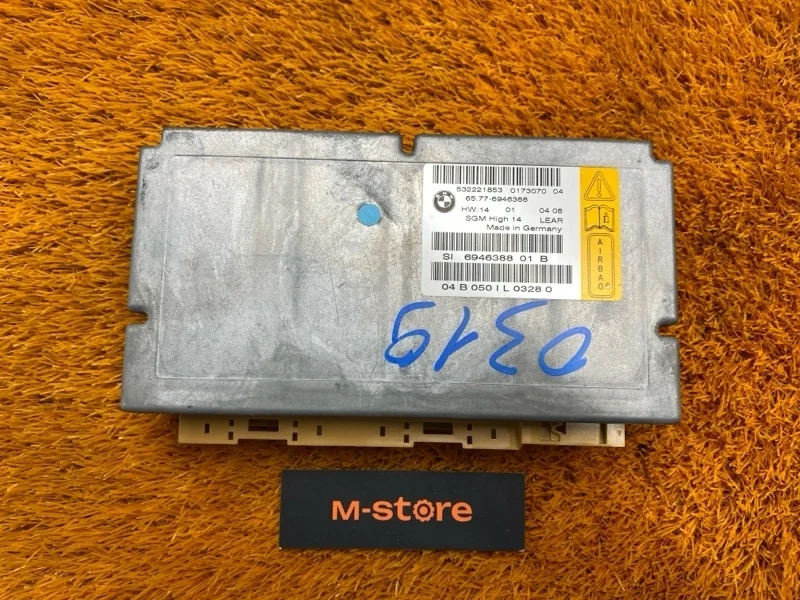 532221853 0173070 04
65.77-6946388
HW:14 01 04 08
SGM High 14 LEAR
Made in Germany
SI 6946388 01 B
04 B 050 I L 0328 0
AIRBAG
0319
M-store